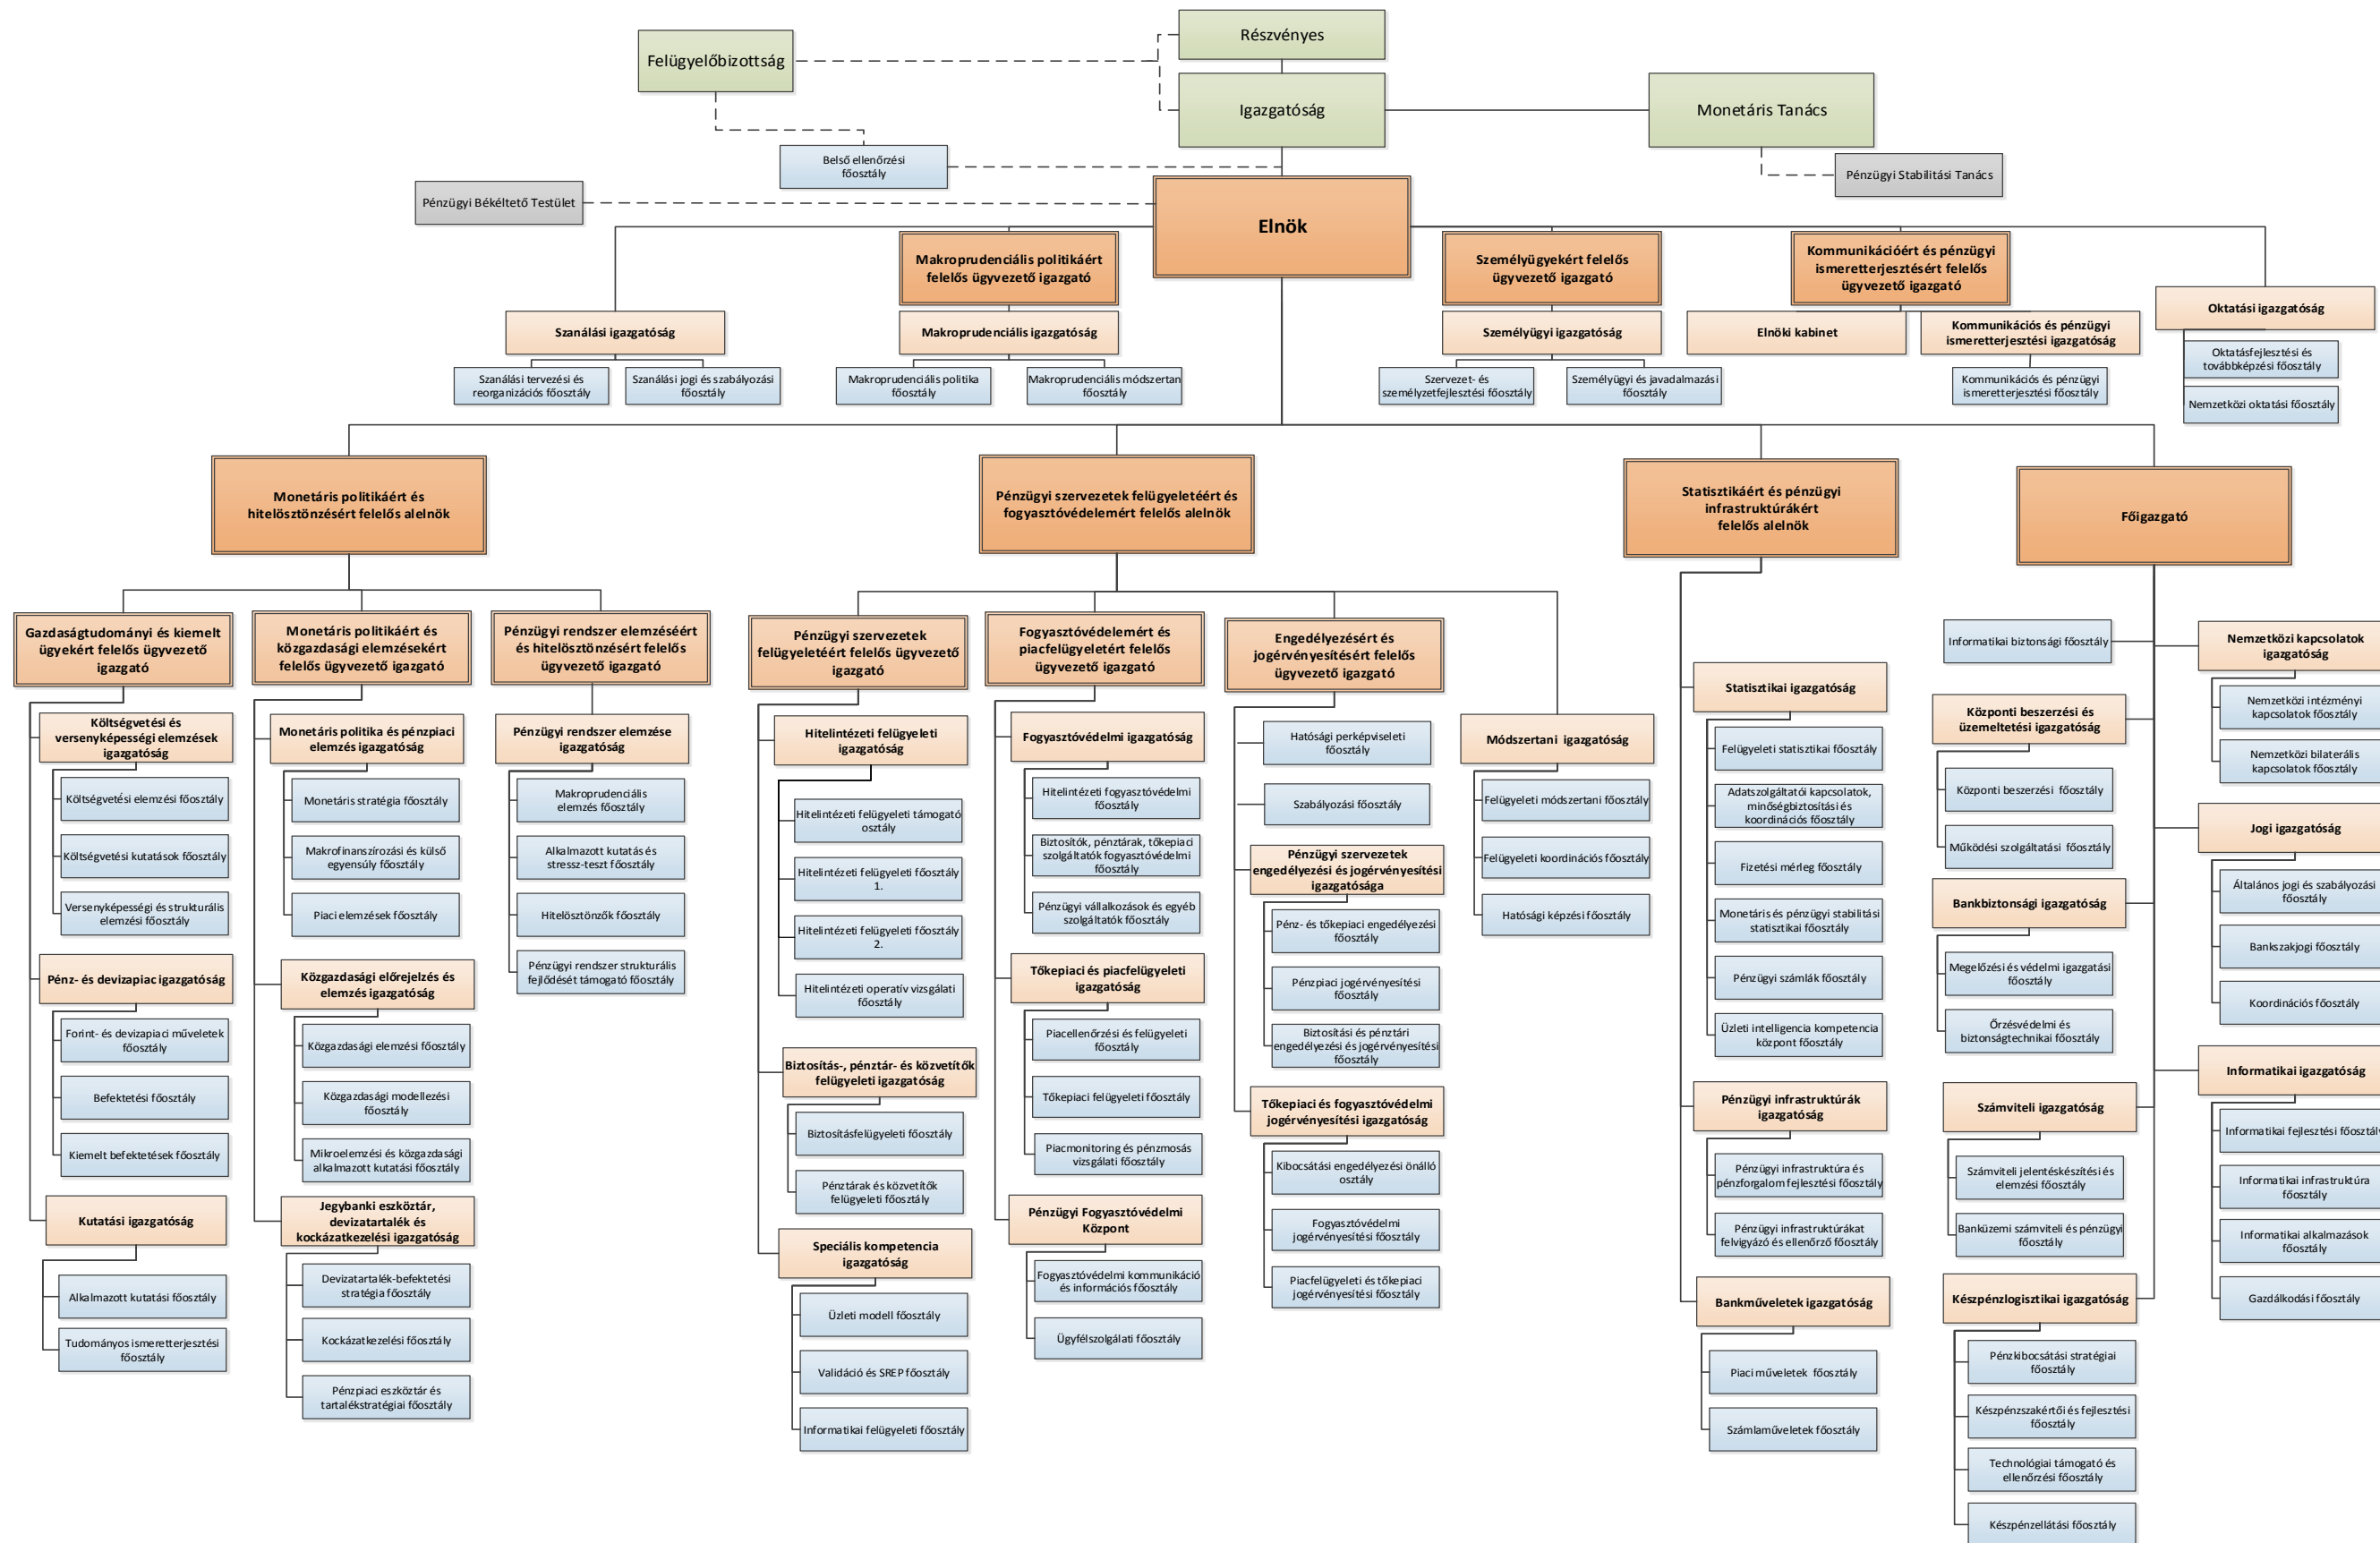 Részvényes
Felügyelőbizottság
Igazgatóság
Monetáris Tanács
Belső ellenőrzési
főosztály
Pénzügyi Stabilitási Tanács
Pénzügyi Békéltető Testület
Elnök
Makroprudenciális politikáért
felelős ügyvezető igazgató
Személyügyekért felelős
ügyvezető igazgató
Kommunikációért és pénzügyi
ismeretterjesztésért felelős
ügyvezető igazgató
Szanálási igazgatóság
Makroprudenciális igazgatóság
Személyügyi igazgatóság
Elnöki kabinet
Kommunikációs és pénzügyi
ismeretterjesztési igazgatóság
Oktatási igazgatóság
Szanálási tervezési és
reorganizációs főosztály
Szanálási jogi és szabályozási
főosztály
Makroprudenciális politika
főosztály
Makroprudenciális módszertan
főosztály
Szervezet- és
személyzetfejlesztési főosztály
Személyügyi és javadalmazási
főosztály
Kommunikációs és pénzügyi
ismeretterjesztési főosztály
Oktatásfejlesztési és
továbbképzési főosztály
Nemzetközi oktatási főosztály
Monetáris politikáért és
hitelösztönzésért felelős alelnök
Pénzügyi szervezetek felügyeletéért és
fogyasztóvédelemért felelős alelnök
Statisztikáért és pénzügyi
infrastruktúrákért
felelős alelnök
Főigazgató
Gazdaságtudományi és kiemelt
ügyekért felelős ügyvezető
igazgató
Költségvetési és
versenyképességi elemzések
igazgatóság
Költségvetési elemzési főosztály
Költségvetési kutatások főosztály
Versenyképességi és strukturális
elemzési főosztály
Pénz- és devizapiac igazgatóság
Forint- és devizapiaci műveletek
főosztály
Befektetési főosztály
Kiemelt befektetések főosztály
Kutatási igazgatóság
Alkalmazott kutatási főosztály
Tudományos ismeretterjesztési
főosztály
Monetáris politikáért és
közgazdasági elemzésekért
felelős ügyvezető igazgató
Monetáris politika és pénzpiaci
elemzés igazgatóság
Monetáris stratégia főosztály
Makrofinanszírozási és külső
egyensúly főosztály
Piaci elemzések főosztály
Közgazdasági előrejelzés és
elemzés igazgatóság
Közgazdasági elemzési főosztály
Közgazdasági modellezési
főosztály
Mikroelemzési és közgazdasági
alkalmazott kutatási főosztály
Jegybanki eszköztár,
devizatartalék és
kockázatkezelési igazgatóság
Devizatartalék-befektetési
stratégia főosztály
Kockázatkezelési főosztály
Pénzpiaci eszköztár és
tartalékstratégiai főosztály
Pénzügyi rendszer elemzéséért
és hitelösztönzésért felelős
ügyvezető igazgató
Pénzügyi rendszer elemzése
igazgatóság
Makroprudenciális
elemzés főosztály
Alkalmazott kutatás és
stressz-teszt főosztály
Hitelösztönzők főosztály
Pénzügyi rendszer strukturális
fejlődését támogató főosztály
Pénzügyi szervezetek
felügyeletéért felelős ügyvezető
igazgató
Hitelintézeti felügyeleti
igazgatóság
Hitelintézeti felügyeleti támogató
osztály
Hitelintézeti felügyeleti főosztály
1.
Hitelintézeti felügyeleti főosztály
2.
Hitelintézeti operatív vizsgálati
főosztály
Biztosítás-, pénztár- és közvetítők
felügyeleti igazgatóság
Biztosításfelügyeleti főosztály
Pénztárak és közvetítők
felügyeleti főosztály
Speciális kompetencia
igazgatóság
Üzleti modell főosztály
Validáció és SREP főosztály
Informatikai felügyeleti főosztály
Fogyasztóvédelemért és
piacfelügyeletért felelős
ügyvezető igazgató
Fogyasztóvédelmi igazgatóság
Hitelintézeti fogyasztóvédelmi
főosztály
Biztosítók, pénztárak, tőkepiaci
szolgáltatók fogyasztóvédelmi
főosztály
Pénzügyi vállalkozások és egyéb
szolgáltatók főosztály
Tőkepiaci és piacfelügyeleti
igazgatóság
Piacellenőrzési és felügyeleti
főosztály
Tőkepiaci felügyeleti főosztály
Piacmonitoring és pénzmosás
vizsgálati főosztály
Pénzügyi Fogyasztóvédelmi
Központ
Fogyasztóvédelmi kommunikáció
és információs főosztály
Ügyfélszolgálati főosztály
Engedélyezésért és
jogérvényesítésért felelős
ügyvezető igazgató
Hatósági perképviseleti
főosztály
Szabályozási főosztály
Pénzügyi szervezetek
engedélyezési és jogérvényesítési
igazgatósága
Pénz- és tőkepiaci engedélyezési
főosztály
Pénzpiaci jogérvényesítési
főosztály
Biztosítási és pénztári
engedélyezési és jogérvényesítési
főosztály
Tőkepiaci és fogyasztóvédelmi
jogérvényesítési igazgatóság
Kibocsátási engedélyezési önálló
osztály
Fogyasztóvédelmi
jogérvényesítési főosztály
Piacfelügyeleti és tőkepiaci
jogérvényesítési főosztály
Módszertani igazgatóság
Felügyeleti módszertani főosztály
Felügyeleti koordinációs főosztály
Hatósági képzési főosztály
Statisztikai igazgatóság
Felügyeleti statisztikai főosztály
Adatszolgáltatói kapcsolatok,
minőségbiztosítási és
koordinációs főosztály
Fizetési mérleg főosztály
Monetáris és pénzügyi stabilitási
statisztikai főosztály
Pénzügyi számlák főosztály
Üzleti intelligencia kompetencia
központ főosztály
Pénzügyi infrastruktúrák
igazgatóság
Pénzügyi infrastruktúra és
pénzforgalom fejlesztési főosztály
Pénzügyi infrastruktúrákat
felvigyázó és ellenőrző főosztály
Bankműveletek igazgatóság
Piaci műveletek főosztály
Számlaműveletek főosztály
Informatikai biztonsági főosztály
Központi beszerzési és
üzemeltetési igazgatóság
Központi beszerzési főosztály
Működési szolgáltatási főosztály
Bankbiztonsági igazgatóság
Megelőzési és védelmi igazgatási
főosztály
Őrzésvédelmi és
biztonságtechnikai főosztály
Számviteli igazgatóság
Számviteli jelentéskészítési és
elemzési főosztály
Banküzemi számviteli és pénzügyi
főosztály
Készpénzlogisztikai igazgatóság
Pénzkibocsátási stratégiai
főosztály
Készpénzszakértői és fejlesztési
főosztály
Technológiai támogató és
ellenőrzési főosztály
Készpénzellátási főosztály
Nemzetközi kapcsolatok
igazgatóság
Nemzetközi intézményi
kapcsolatok főosztály
Nemzetközi bilaterális
kapcsolatok főosztály
Jogi igazgatóság
Általános jogi és szabályozási
főosztály
Bankszakjogi főosztály
Koordinációs főosztály
Informatikai igazgatóság
Informatikai fejlesztési főosztály
Informatikai infrastruktúra
főosztály
Informatikai alkalmazások
főosztály
Gazdálkodási főosztály